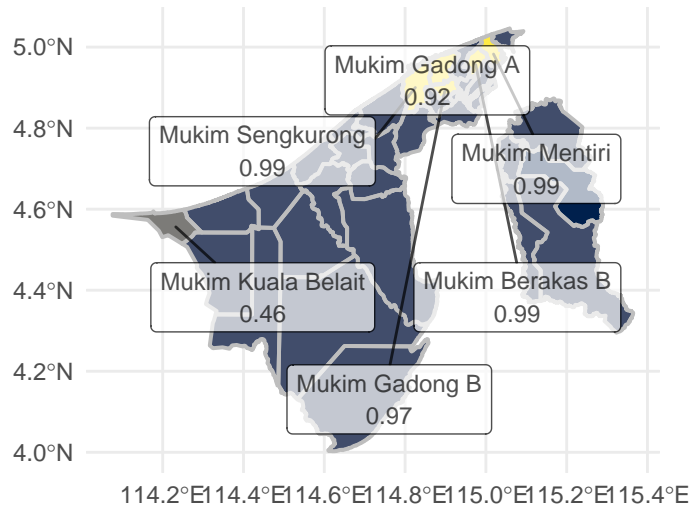 5.0°N
4.8°N
4.6°N
4.4°N
4.2°N
4.0°N
Mukim Gadong A
0.92
Mukim Sengkurong
0.99
Mukim Mentiri
0.99
Mukim Kuala Belait
0.46
Mukim Berakas B
0.99
Mukim Gadong B
0.97
114.2°E114.4°E114.6°E114.8°E115.0°E115.2°E115.4°E